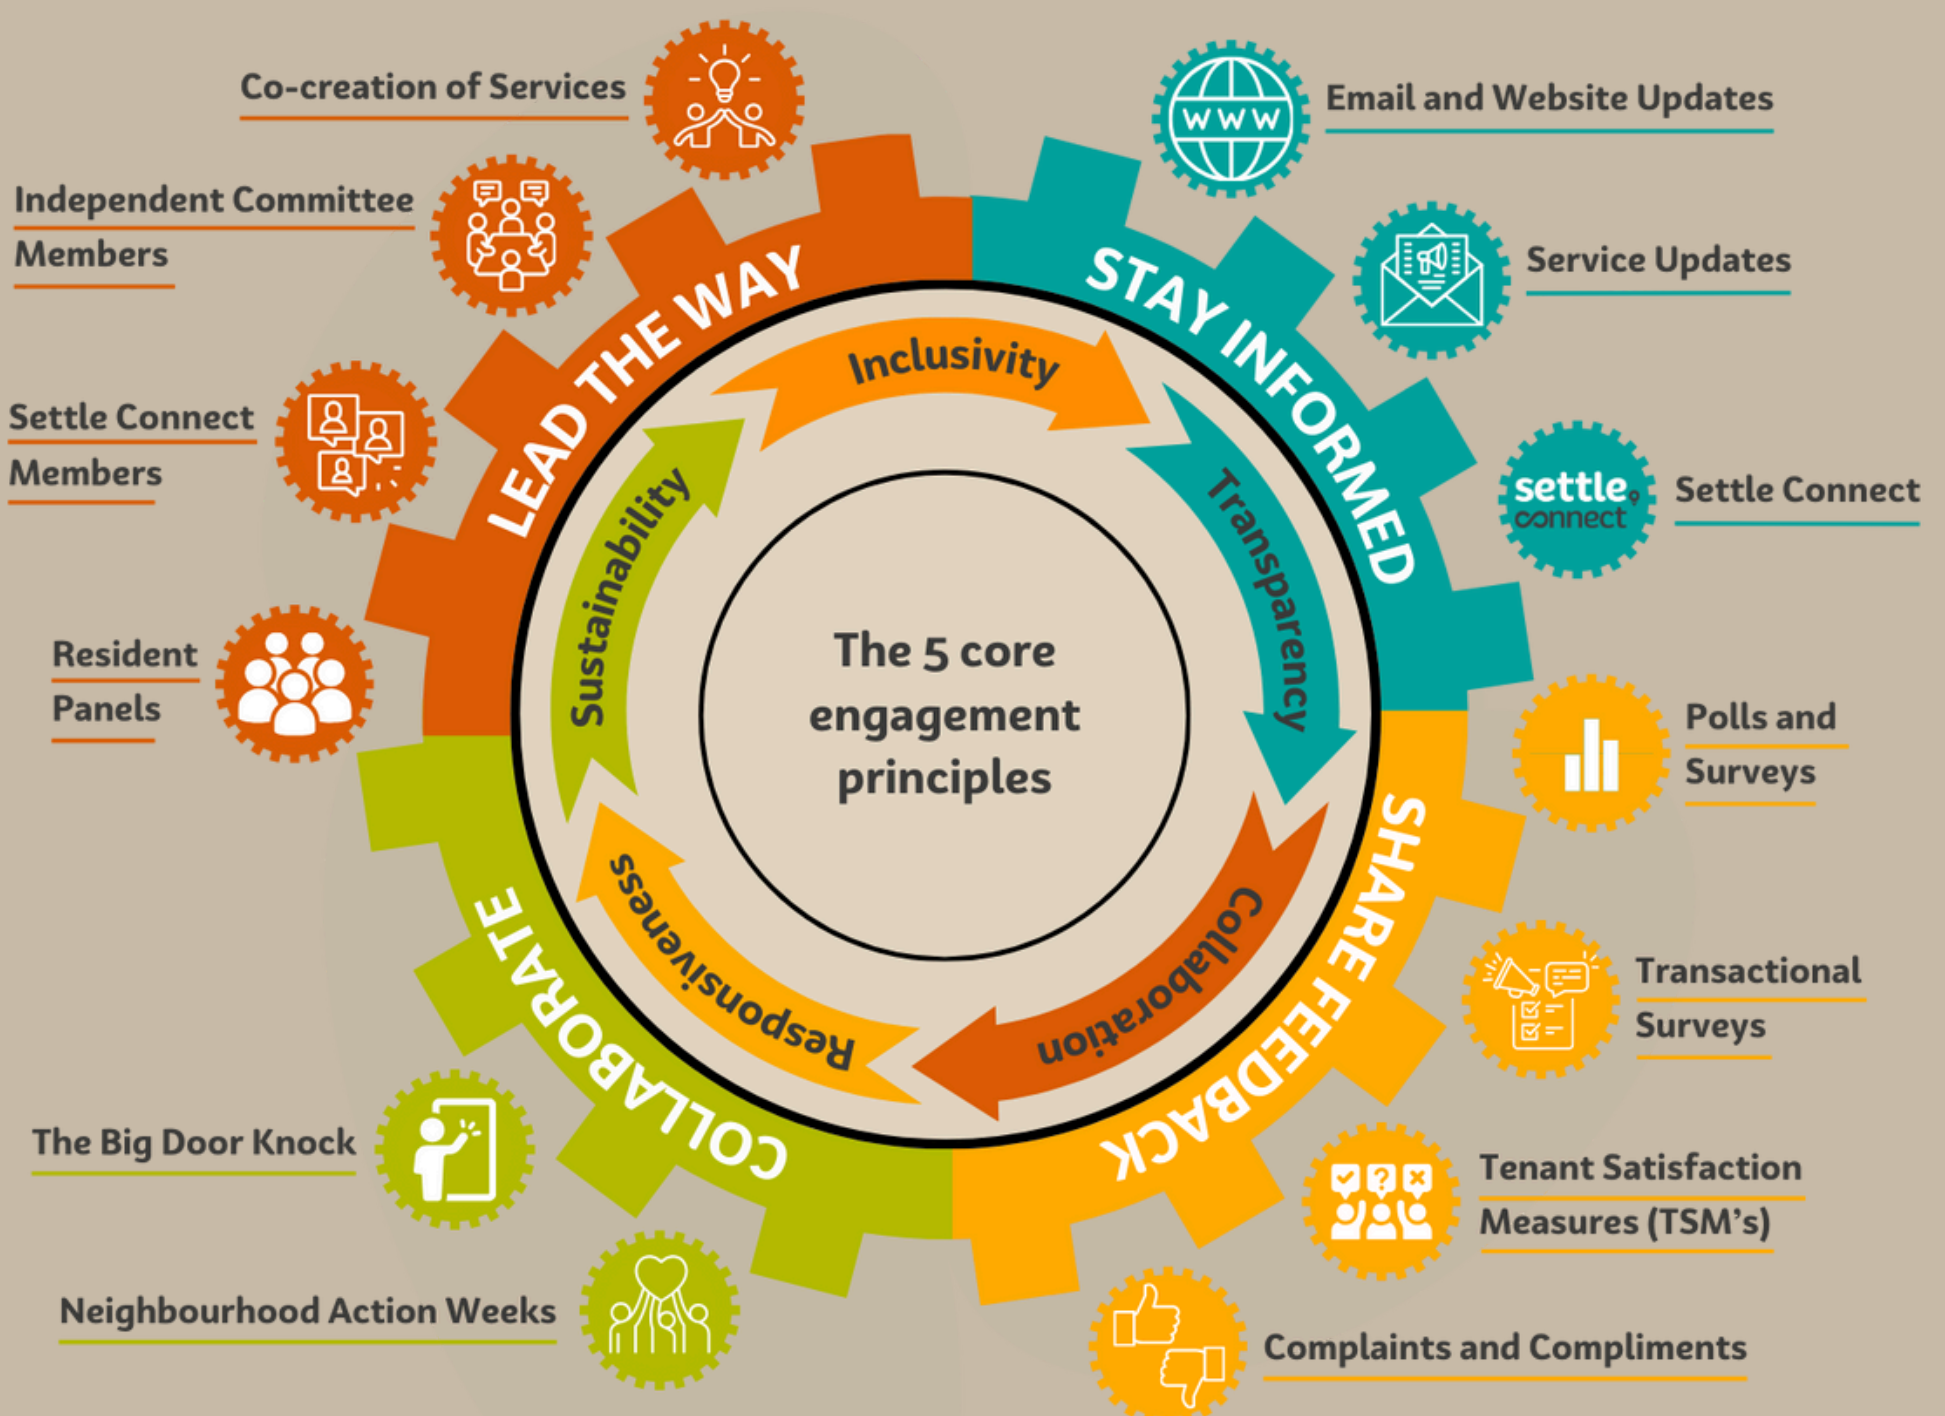 Co-creation of Services
Independent Committee
Members
Settle Connect
Members
Resident
Panels
LEAD THE WAY
WWW
Email and Website Updates
Service Updates
settle
connect
Settle Connect
STAY INFORMED
Polls and
Surveys
Transactional
Surveys
Tenant Satisfaction
Measures (TSM's)
?
Complaints and Compliments
SHARE FEEDBACK
The Big Door Knock
Neighbourhood Action Weeks
COLLABORATE
Inclusivity
Transparency
Collaboration
Responsiveness
Sustainability
The 5 core
engagement
principles